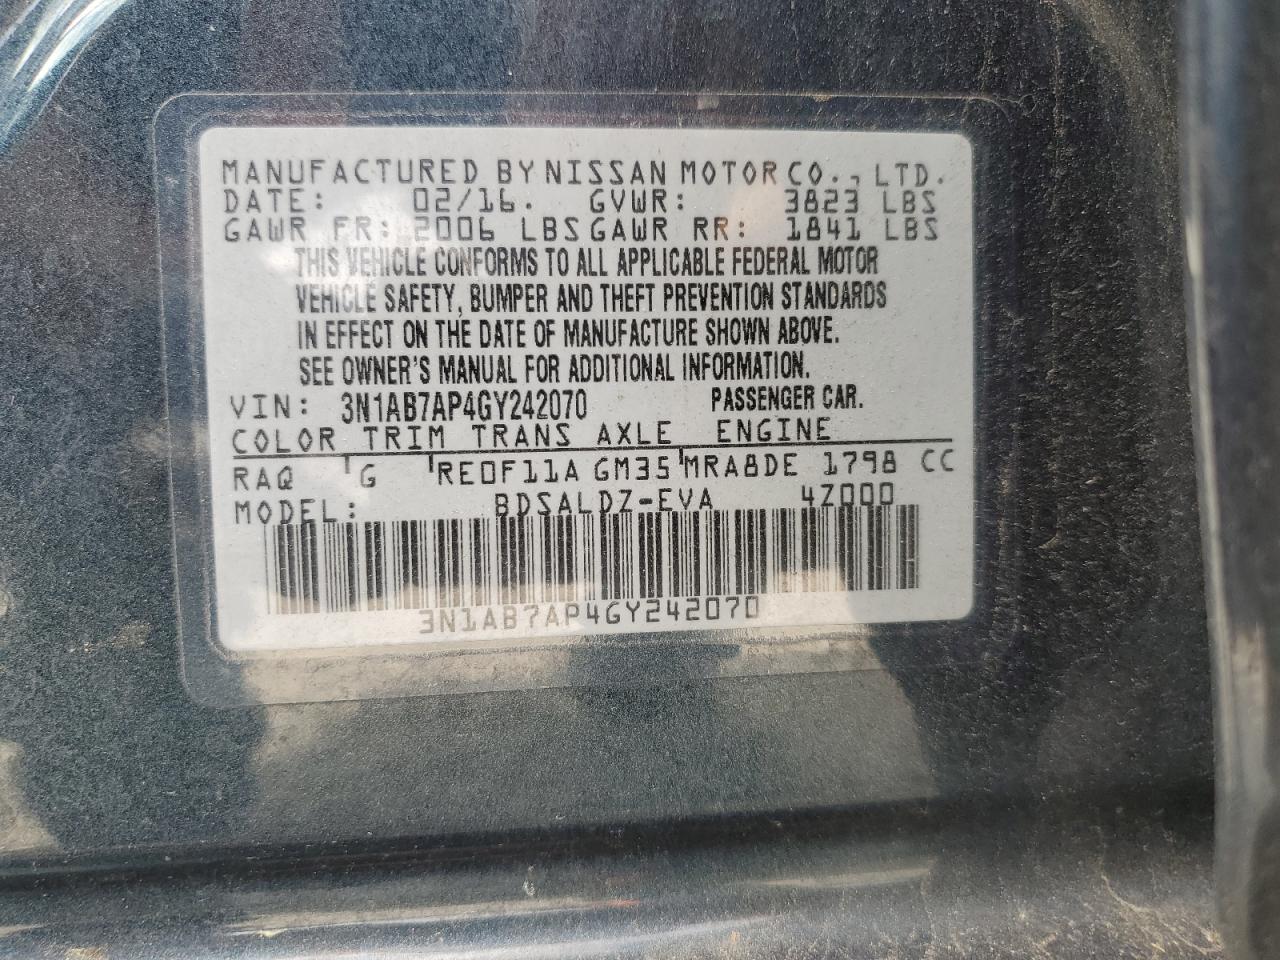 MANUFACTURED BY NISSAN MOTOR CO., LTD.
DATE: 02/16. GVWR: 3823 LBS
GAWR FR: 2006 LBS GAWR RR: 1841 LBS
THIS VEHICLE CONFORMS TO ALL APPLICABLE FEDERAL MOTOR
VEHICLE SAFETY, BUMPER AND THEFT PREVENTION STANDARDS
IN EFFECT ON THE DATE OF MANUFACTURE SHOWN ABOVE.
SEE OWNER'S MANUAL FOR ADDITIONAL INFORMATION.
VIN: 3N1AB7AP4GY242070 PASSENGER CAR.
COLOR TRIM TRANS AXLE ENGINE
RAQ G RE0F11A GM35 MRA8DE 1798 CC
MODEL: BDSALDZ-EVA 4Z000
3N1AB7AP4GY242070